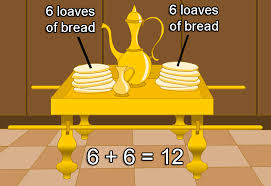 6 loaves
of bread
6 loaves
of bread
6 + 6 = 12